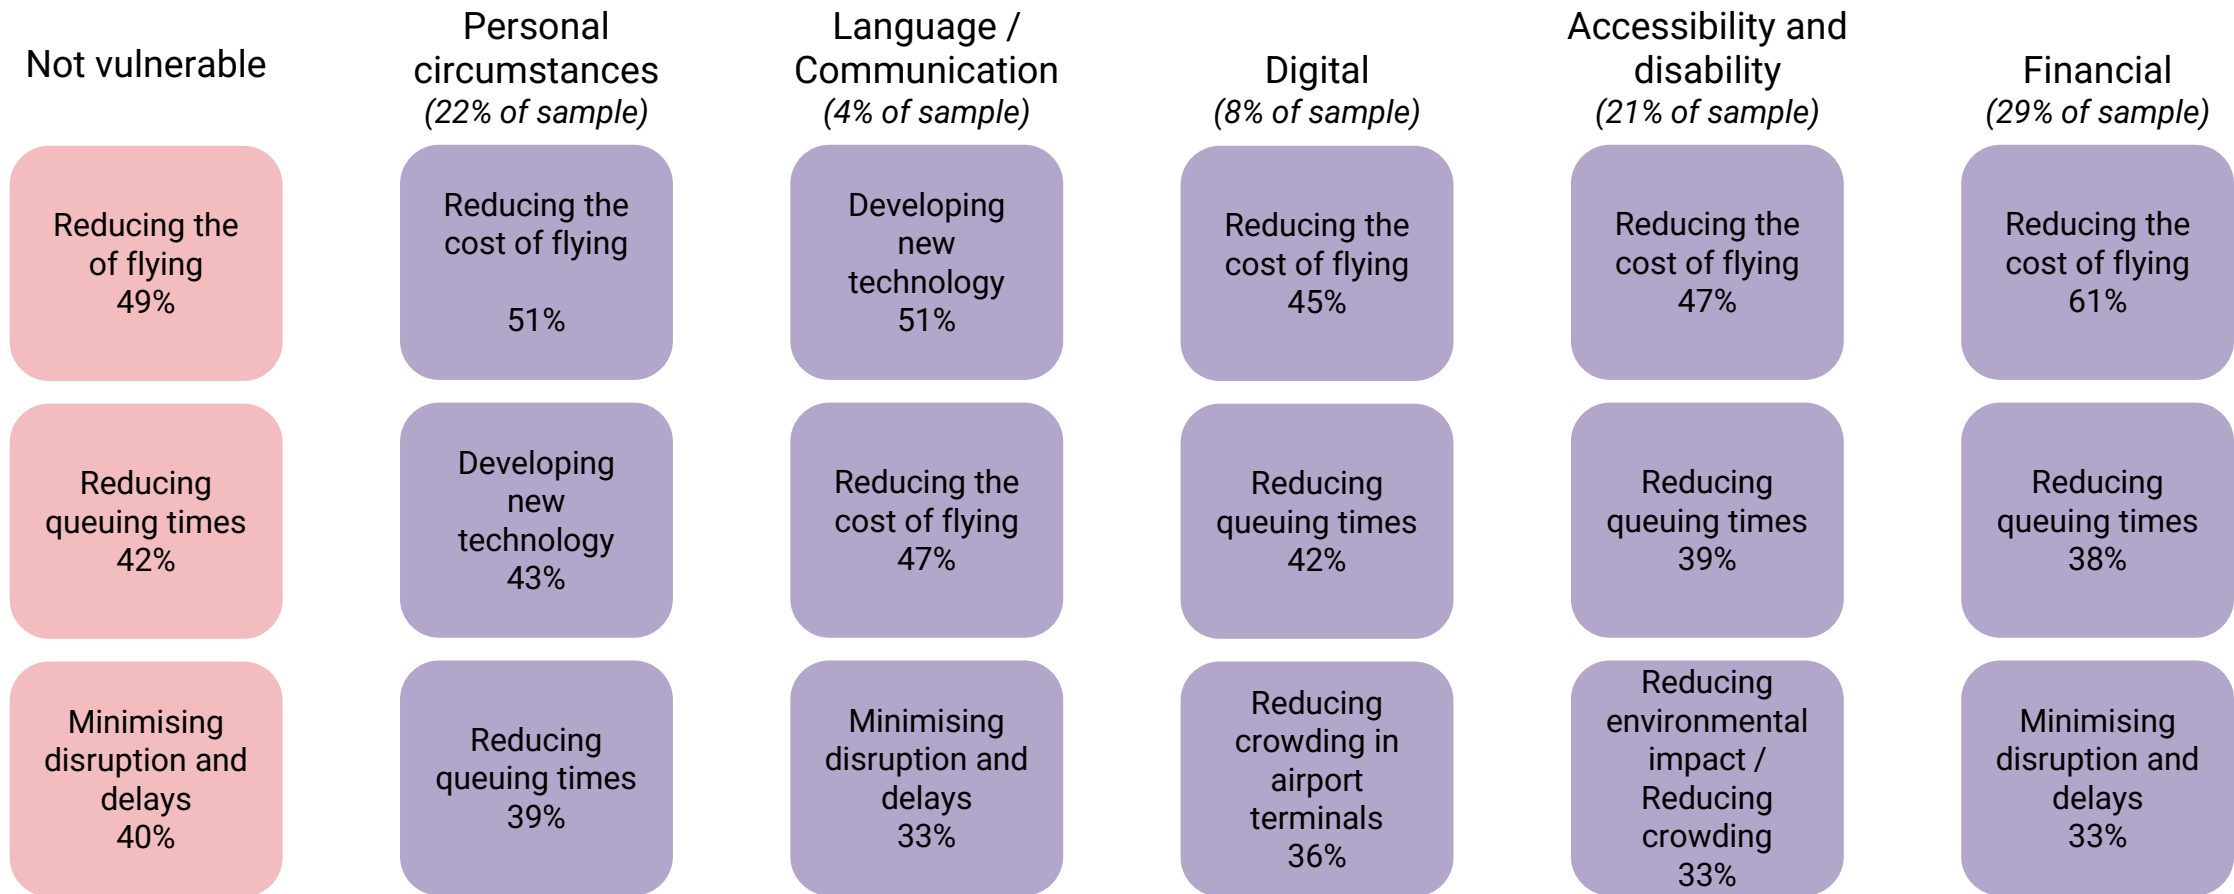 Not vulnerable
Personal
circumstances
(22% of sample)
Language /
Communication
(4% of sample)
Digital
(8% of sample)
Accessibility and
disability
(21% of sample)
Financial
(29% of sample)
Reducing the
of flying
49%
Reducing the
cost of flying
51%
Developing
new
technology
51%
Reducing the
cost of flying
45%
Reducing the
cost of flying
47%
Reducing the
cost of flying
61%
Reducing
queuing times
42%
Developing
new
technology
43%
Reducing the
cost of flying
47%
Reducing
queuing times
42%
Reducing
queuing times
39%
Reducing
queuing times
38%
Minimising
disruption and
delays
40%
Reducing
queuing times
39%
Minimising
disruption and
delays
33%
Reducing
crowding in
airport
terminals
36%
Reducing
environmental
impact /
Reducing
crowding
33%
Minimising
disruption and
delays
33%